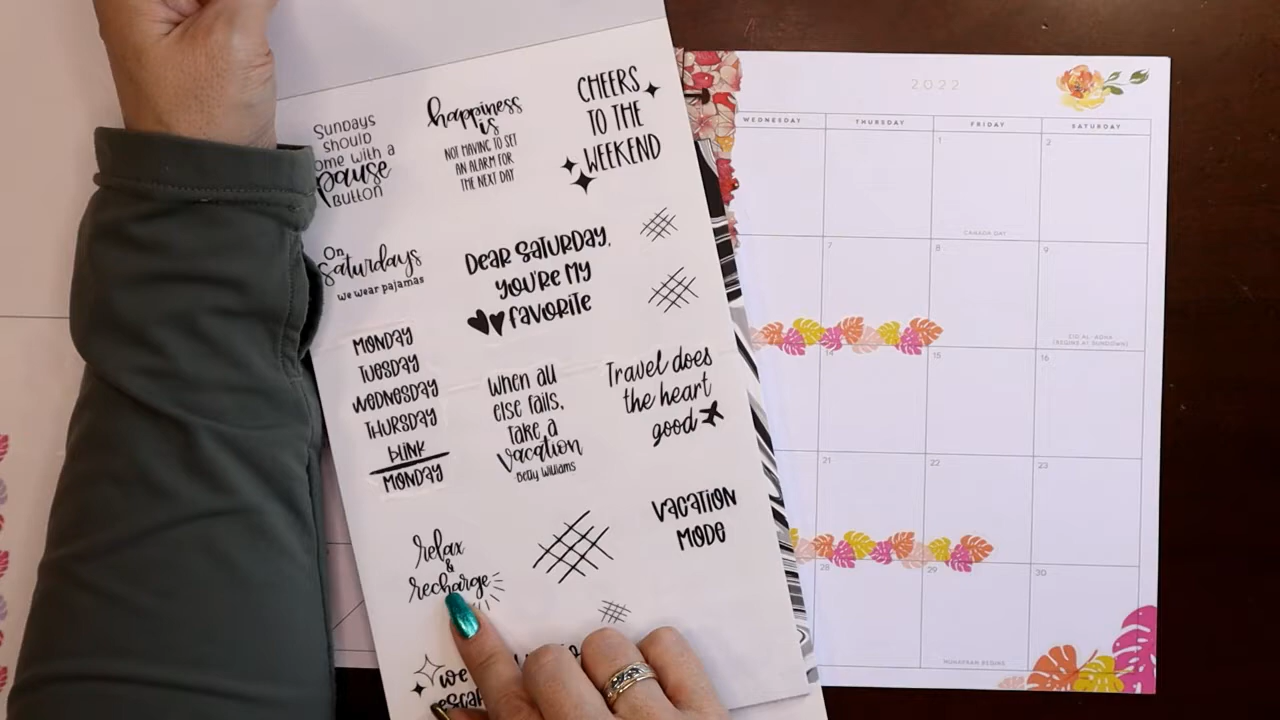 Sundays
should
come with a
pause
button
happiness
is
NOT HAVING TO SET
AN ALARM FOR
THE NEXT DAY
CHEERS
TO THE
WEEKEND
On
Saturdays
we wear pajamas
DEAR SATURDAY,
YOU'RE MY
FAVORITE
MONDAY
TUESDAY
WEDNESDAY
THURSDAY
blink
MONDAY
When all
else fails,
take a
vacation
Betty Williams
Travel does
the heart
good
relax
&
recharge
VACATION
MODE
we
2022
WEDNESDAY THURSDAY FRIDAY SATURDAY
1 2
CANADA DAY
7 8 9
EID AL-ADHA
(BEGINS AT SUNDOWN)
14 15 16
21 22 23
28 29 30
MUHARRAM BEGINS